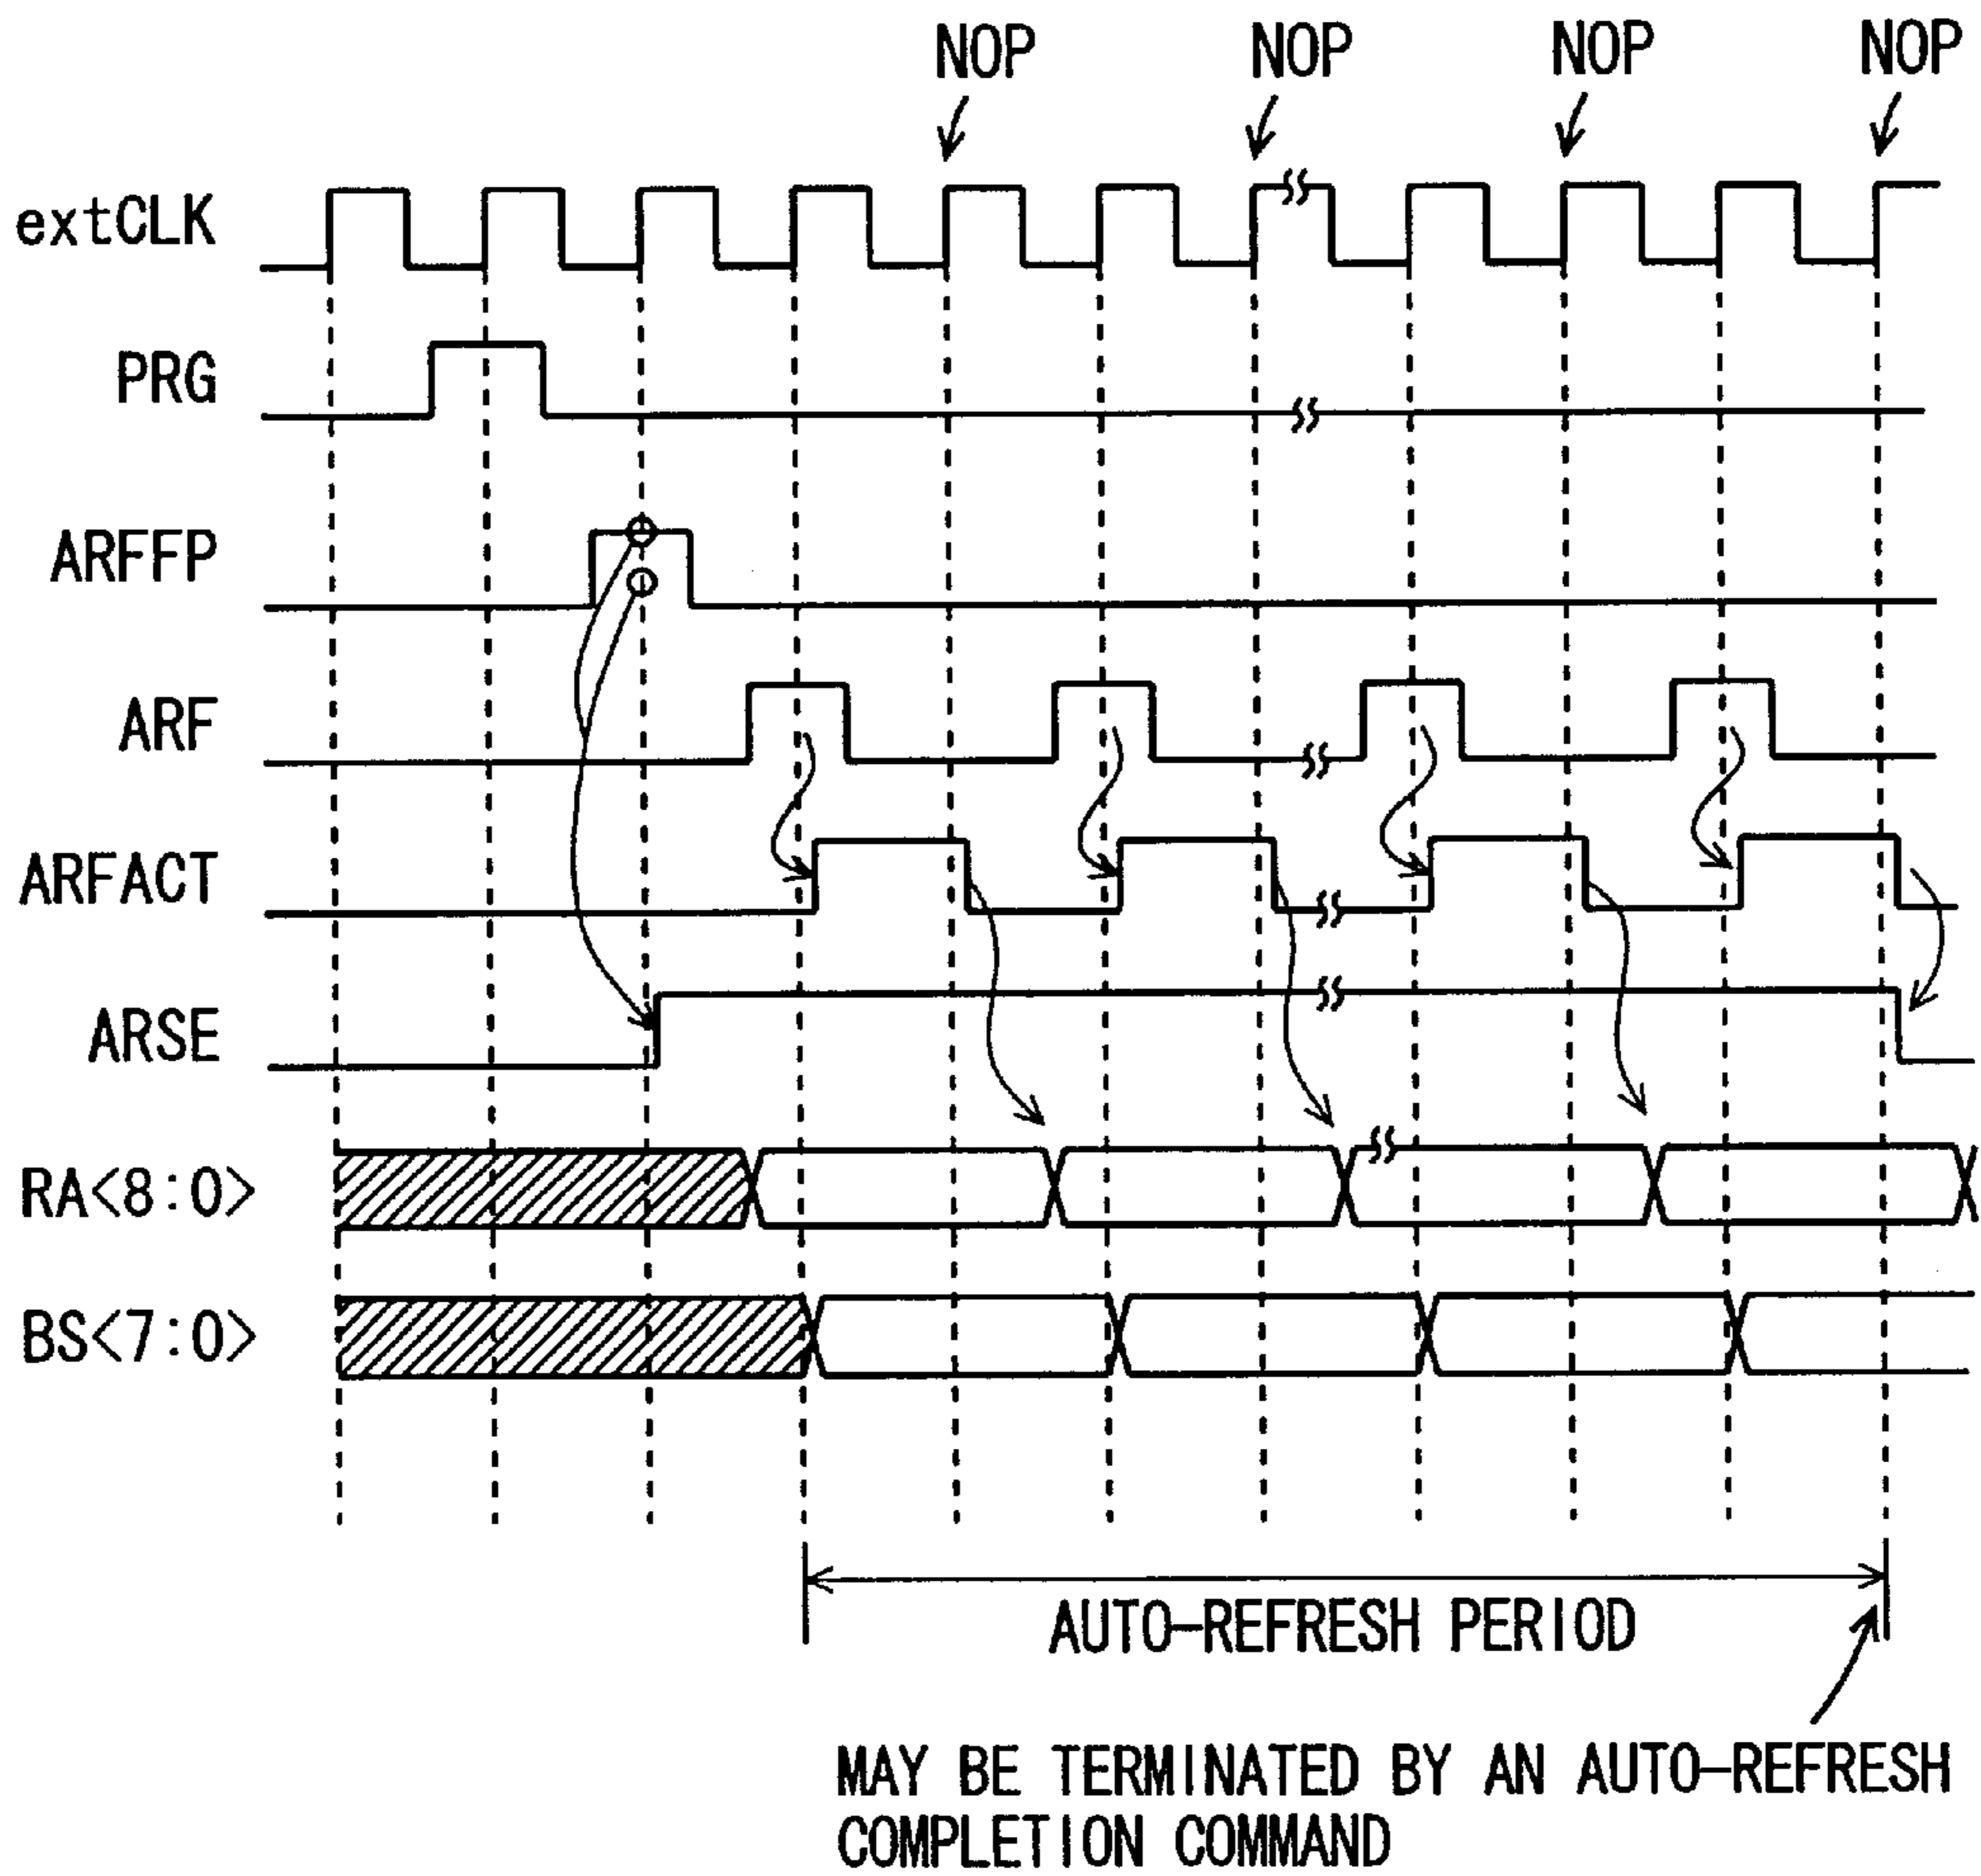 NOP NOP NOP NOP
extCLK
PRG
ARFFP
ARF
ARFACT
ARSE
RA<8:0>
BS<7:0>
AUTO-REFRESH PERIOD
MAY BE TERMINATED BY AN AUTO-REFRESH
COMPLETION COMMAND